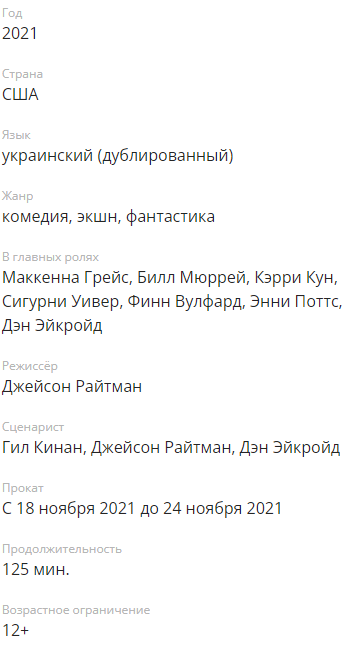 Год
2021
Страна
США
Язык
украинский (дублированный)
Жанр
комедия, экшн, фантастика
В главных ролях
Маккенна Грейс, Билл Мюррей, Кэрри Кун,
Сигурни Уивер, Финн Вулфард, Энни Поттс,
Дэн Эйкройд
Режиссёр
Джейсон Райтман
Сценарист
Гил Кинан, Джейсон Райтман, Дэн Эйкройд
Прокат
С 18 ноября 2021 до 24 ноября 2021
Продолжительность
125 мин.
Возрастное ограничение
12+